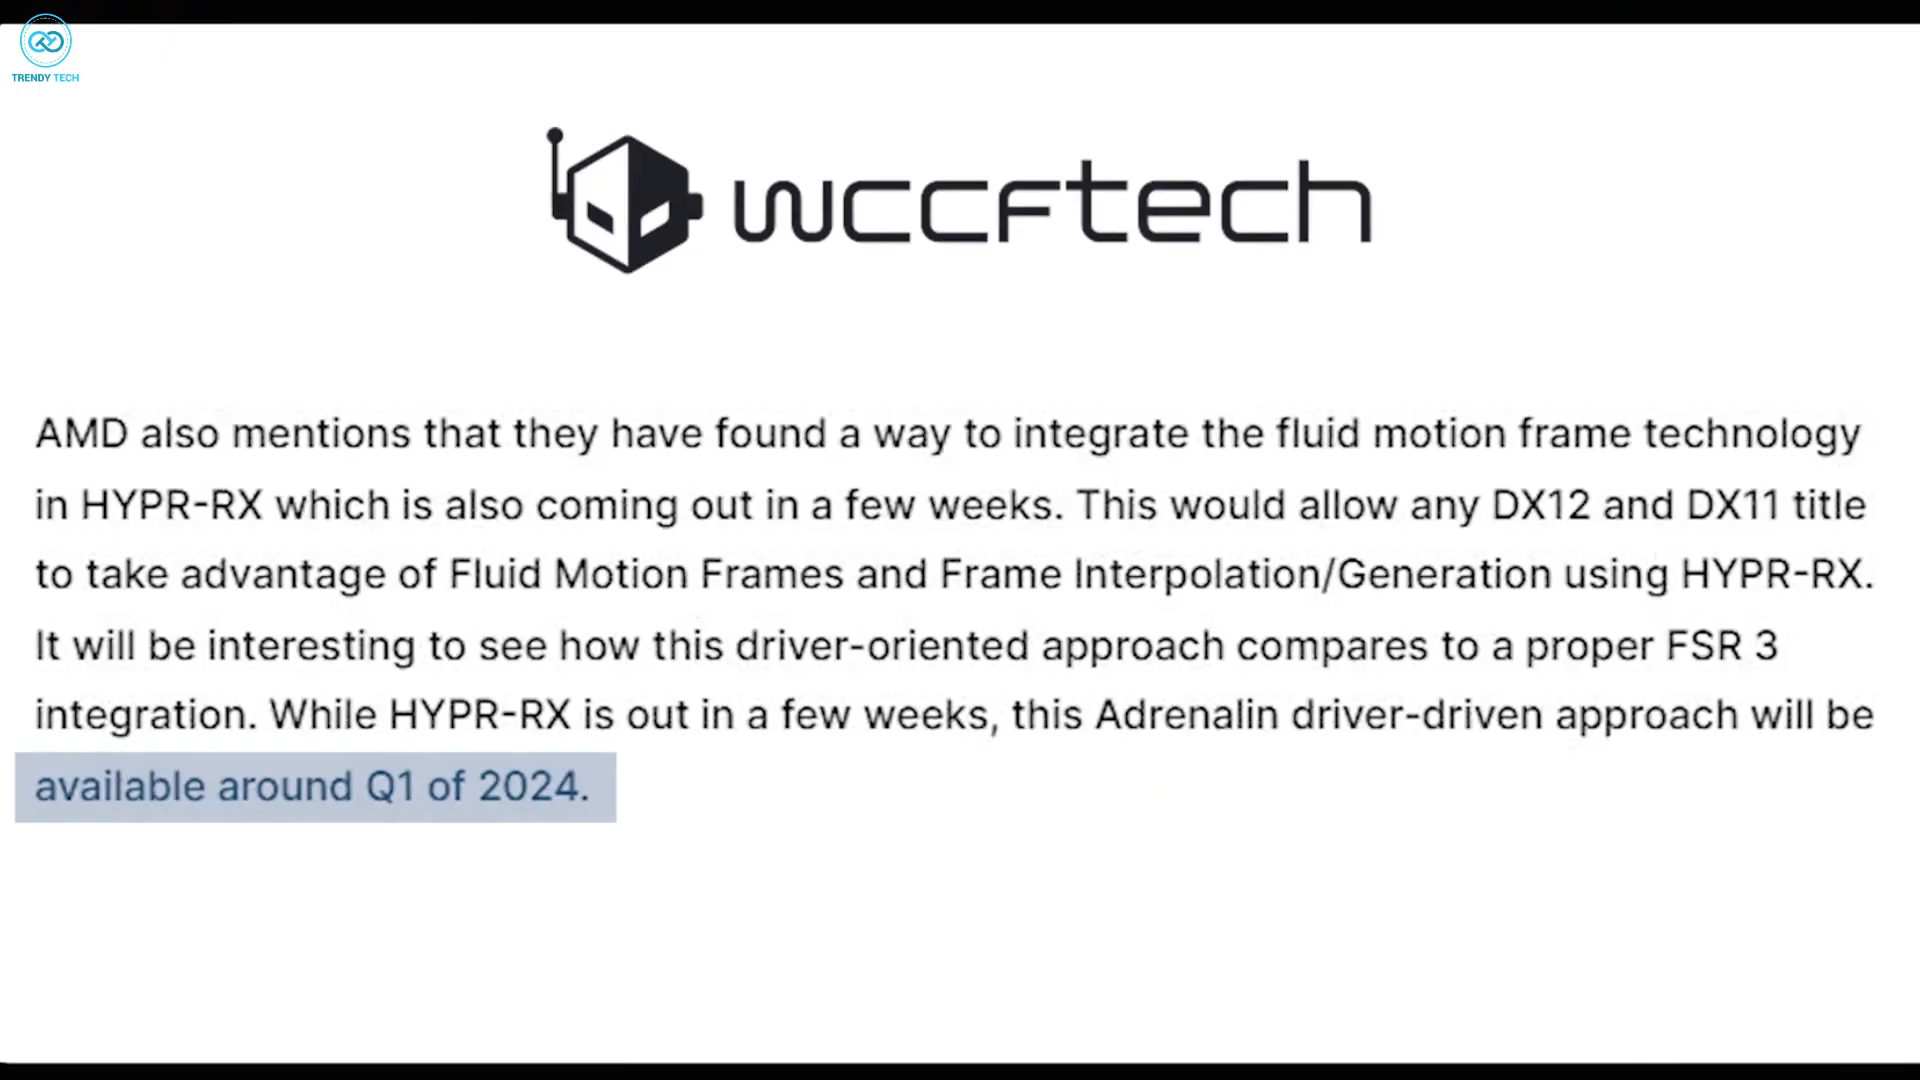 TRENDY TECH
wccftech
AMD also mentions that they have found a way to integrate the fluid motion frame technology
in HYPR-RX which is also coming out in a few weeks. This would allow any DX12 and DX11 title
to take advantage of Fluid Motion Frames and Frame Interpolation/Generation using HYPR-RX.
It will be interesting to see how this driver-oriented approach compares to a proper FSR 3
integration. While HYPR-RX is out in a few weeks, this Adrenalin driver-driven approach will be
available around Q1 of 2024.